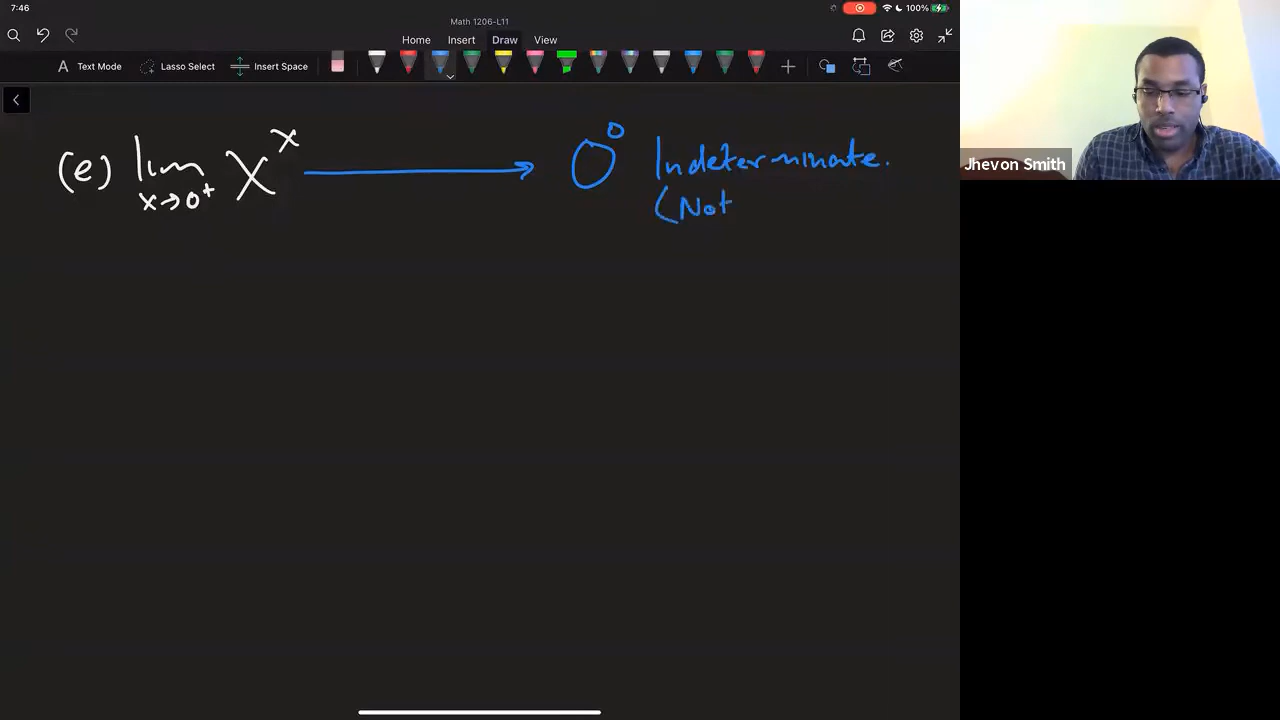 7:46
100%
Math 1206-L11
Home Insert Draw View
Text Mode Lasso Select Insert Space
(e) lim x→0⁺ X^x → 0^0 Indeterminate.
(Not
Jhevon Smith